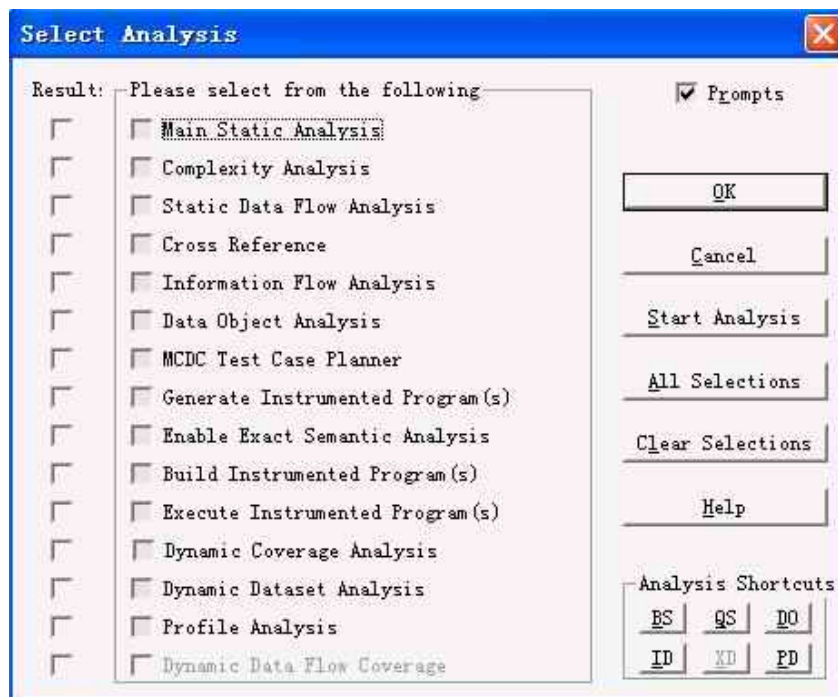 Select Analysis
Result:
Please select from the following
Main Static Analysis
Complexity Analysis
Static Data Flow Analysis
Cross Reference
Information Flow Analysis
Data Object Analysis
MCDC Test Case Planner
Generate Instrumented Program(s)
Enable Exact Semantic Analysis
Build Instrumented Program(s)
Execute Instrumented Program(s)
Dynamic Coverage Analysis
Dynamic Dataset Analysis
Profile Analysis
Dynamic Data Flow Coverage
Prompts
OK
Cancel
Start Analysis
All Selections
Clear Selections
Help
Analysis Shortcuts
BS QS DO
ID XD PD